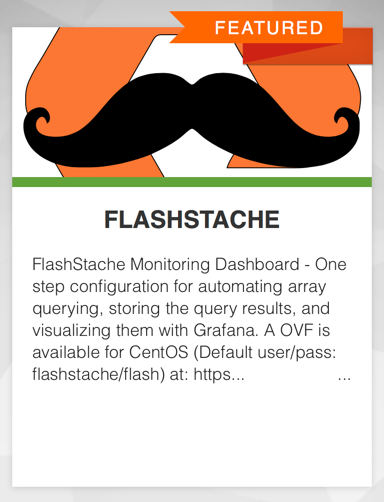 FEATURED
FLASHSTACHE
FlashStache Monitoring Dashboard - One
step configuration for automating array
querying, storing the query results, and
visualizing them with Grafana. A OVF is
available for CentOS (Default user/pass:
flashstache/flash) at: https... ...